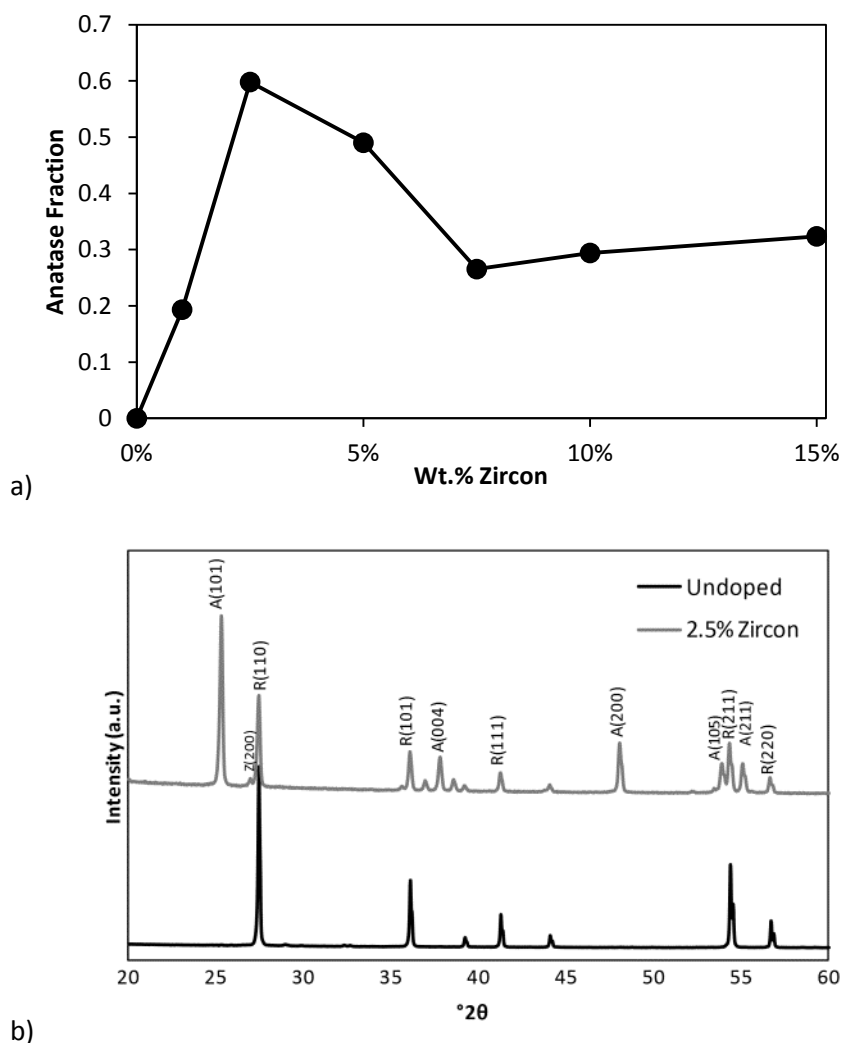 0.7
0.6
0.5
0.4
0.3
0.2
0.1
0
Anatase Fraction
0% 5% 10% 15%
Wt.% Zircon
a)
A(101)
Z(200)
R(110)
R(101)
A(004)
R(111)
A(200)
A(105)
R(211)
A(211)
R(220)
Undoped
2.5% Zircon
Intensity (a.u.)
20 25 30 35 40 45 50 55 60
°2θ
b)